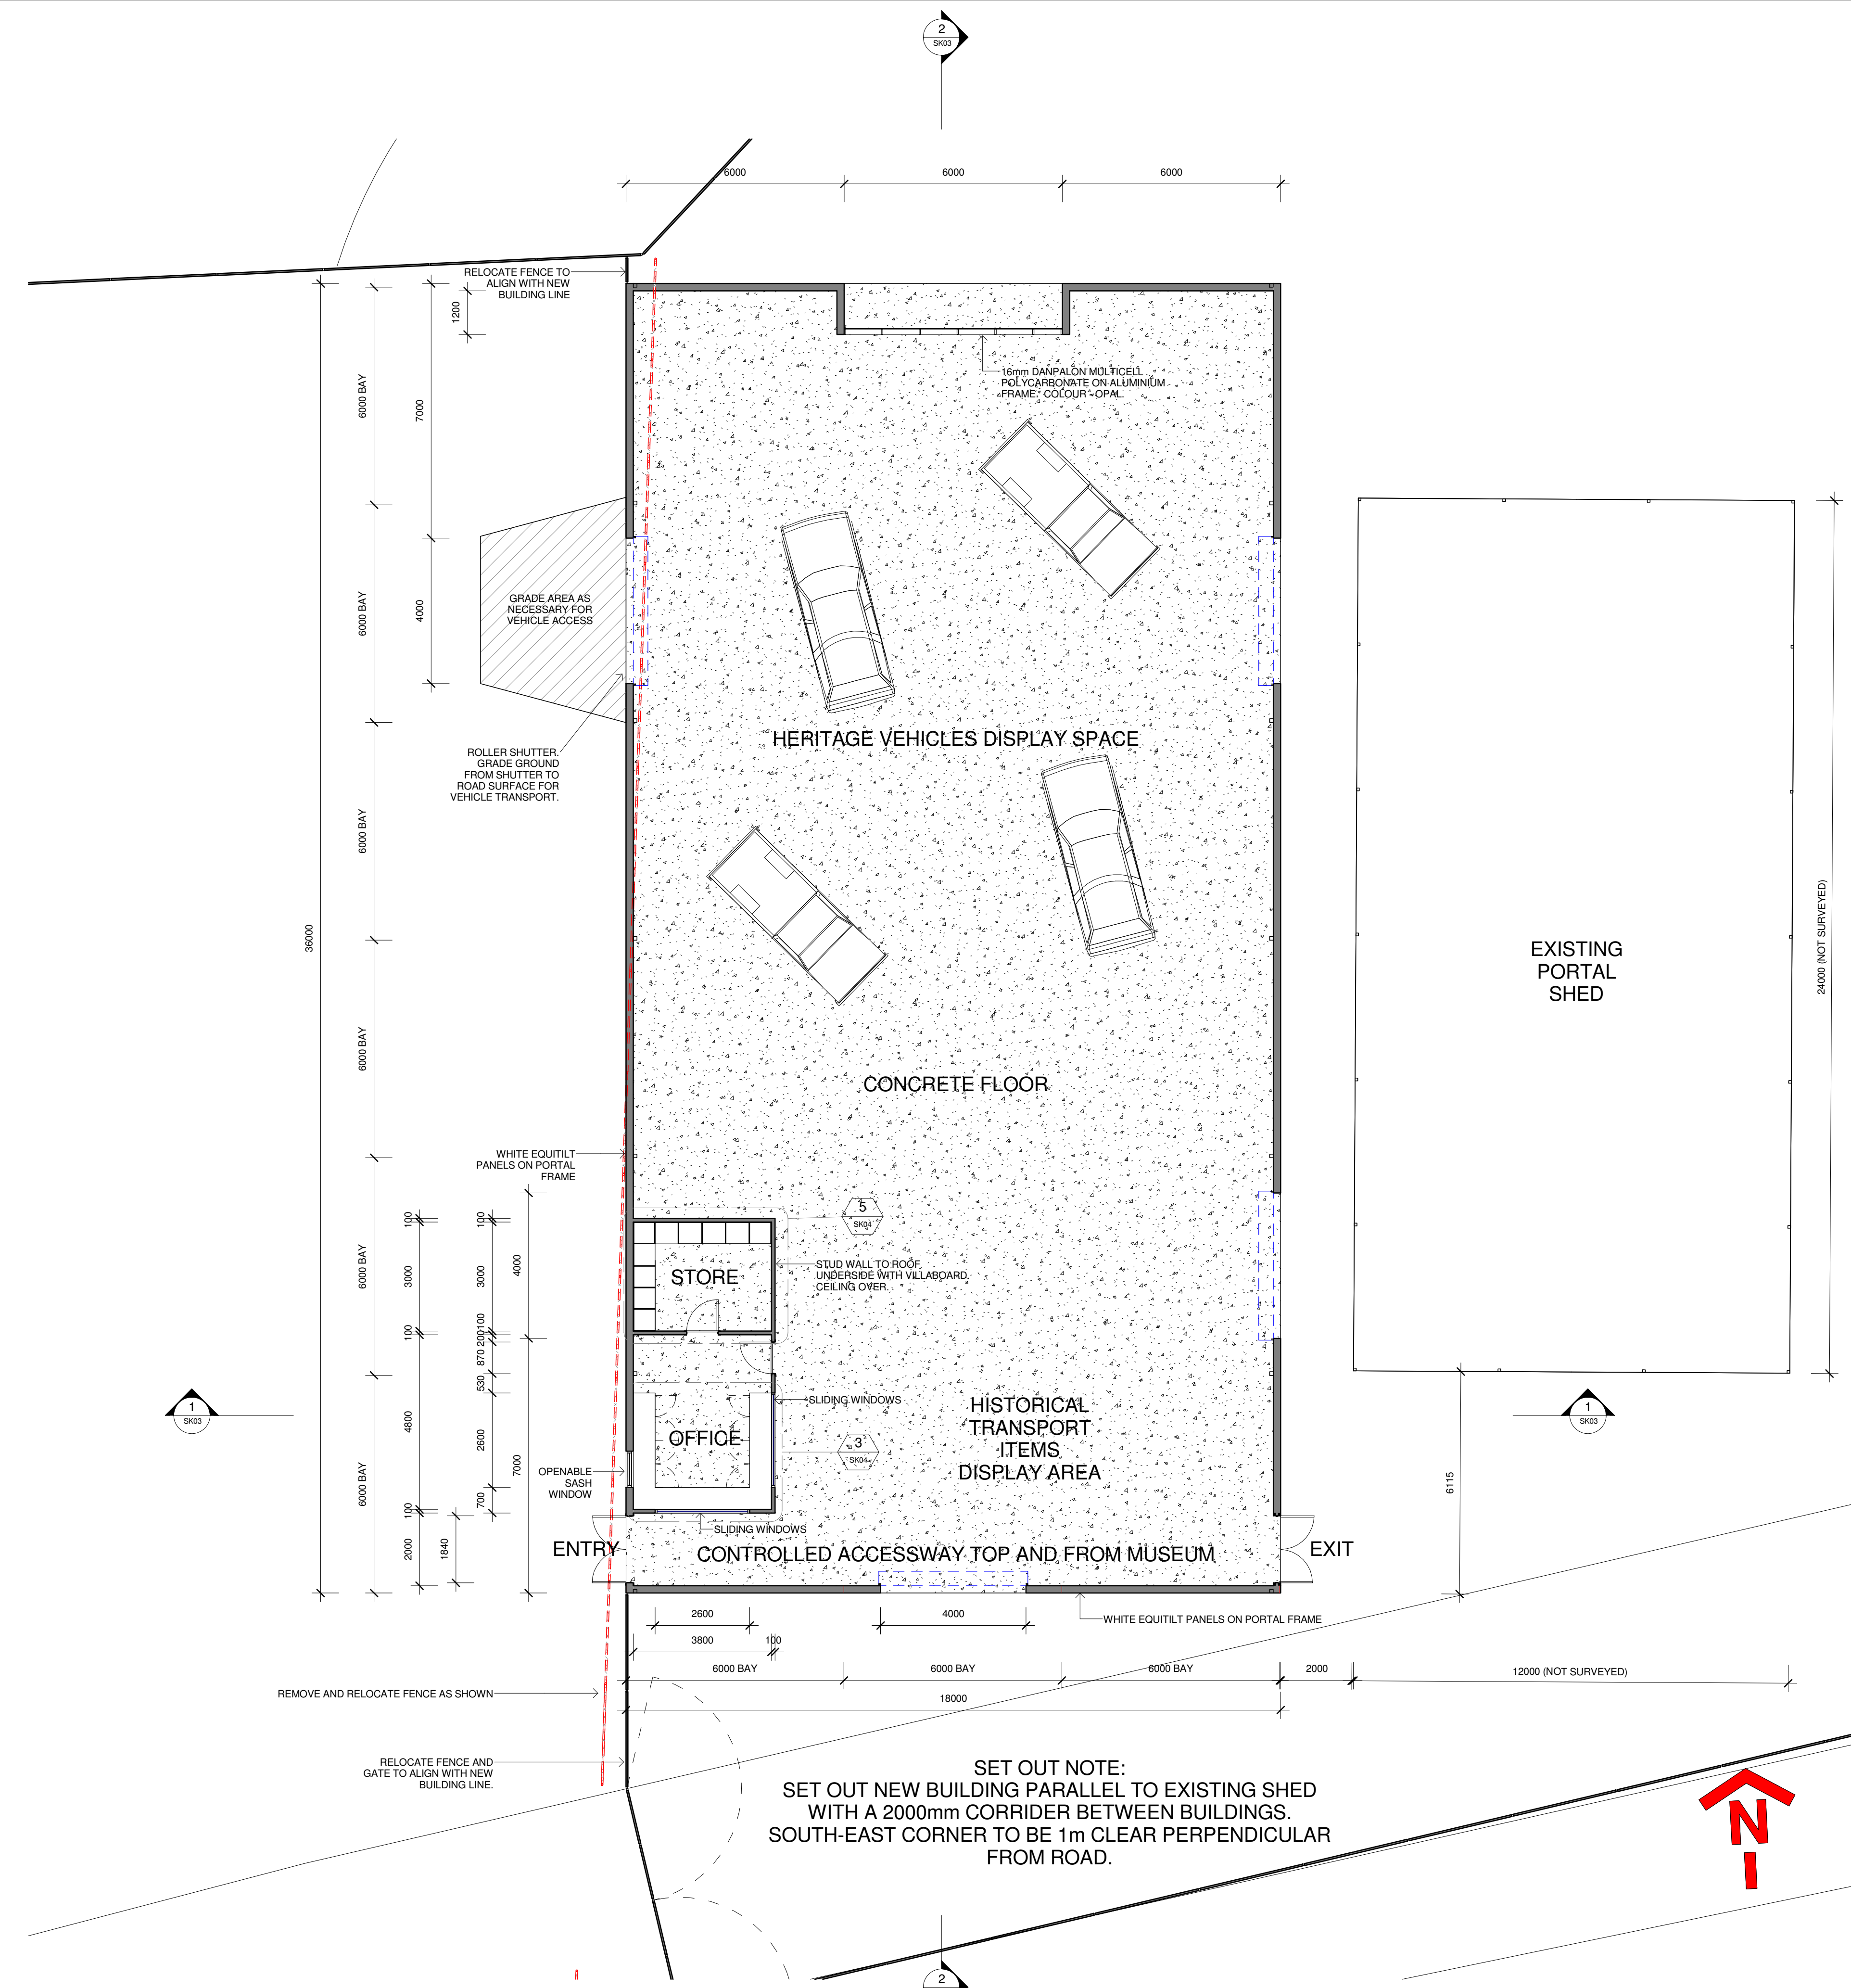 2
SK03
6000
6000
6000
RELOCATE FENCE TO
ALIGN WITH NEW
BUILDING LINE
1200
6000 BAY
7000
16mm DANPALON MULTICELL
POLYCARBONATE ON ALUMINIUM
FRAME. COLOUR - OPAL.
GRADE AREA AS
NECESSARY FOR
VEHICLE ACCESS
6000 BAY
4000
HERITAGE VEHICLES DISPLAY SPACE
ROLLER SHUTTER.
GRADE GROUND
FROM SHUTTER TO
ROAD SURFACE FOR
VEHICLE TRANSPORT.
6000 BAY
36000
EXISTING
PORTAL
SHED
24000 (NOT SURVEYED)
6000 BAY
CONCRETE FLOOR
WHITE EQUITILT
PANELS ON PORTAL
FRAME
5
SK04
100
100
6000 BAY
3000
3000
4000
STORE
STUD WALL TO ROOF
UNDERSIDE WITH VILLABOARD.
CEILING OVER.
100
100
200
870
530
1
SK03
4800
2600
7000
SLIDING WINDOWS
OFFICE
3
SK04
HISTORICAL
TRANSPORT
ITEMS
DISPLAY AREA
1
SK03
6115
6000 BAY
OPENABLE
SASH
WINDOW
700
100
2000
1840
SLIDING WINDOWS
ENTRY
CONTROLLED ACCESSWAY TOP AND FROM MUSEUM
EXIT
2600
4000
WHITE EQUITILT PANELS ON PORTAL FRAME
3800
100
6000 BAY
6000 BAY
6000 BAY
2000
12000 (NOT SURVEYED)
REMOVE AND RELOCATE FENCE AS SHOWN
18000
RELOCATE FENCE AND
GATE TO ALIGN WITH NEW
BUILDING LINE.
SET OUT NOTE:
SET OUT NEW BUILDING PARALLEL TO EXISTING SHED
WITH A 2000mm CORRIDER BETWEEN BUILDINGS.
SOUTH-EAST CORNER TO BE 1m CLEAR PERPENDICULAR
FROM ROAD.
N
2